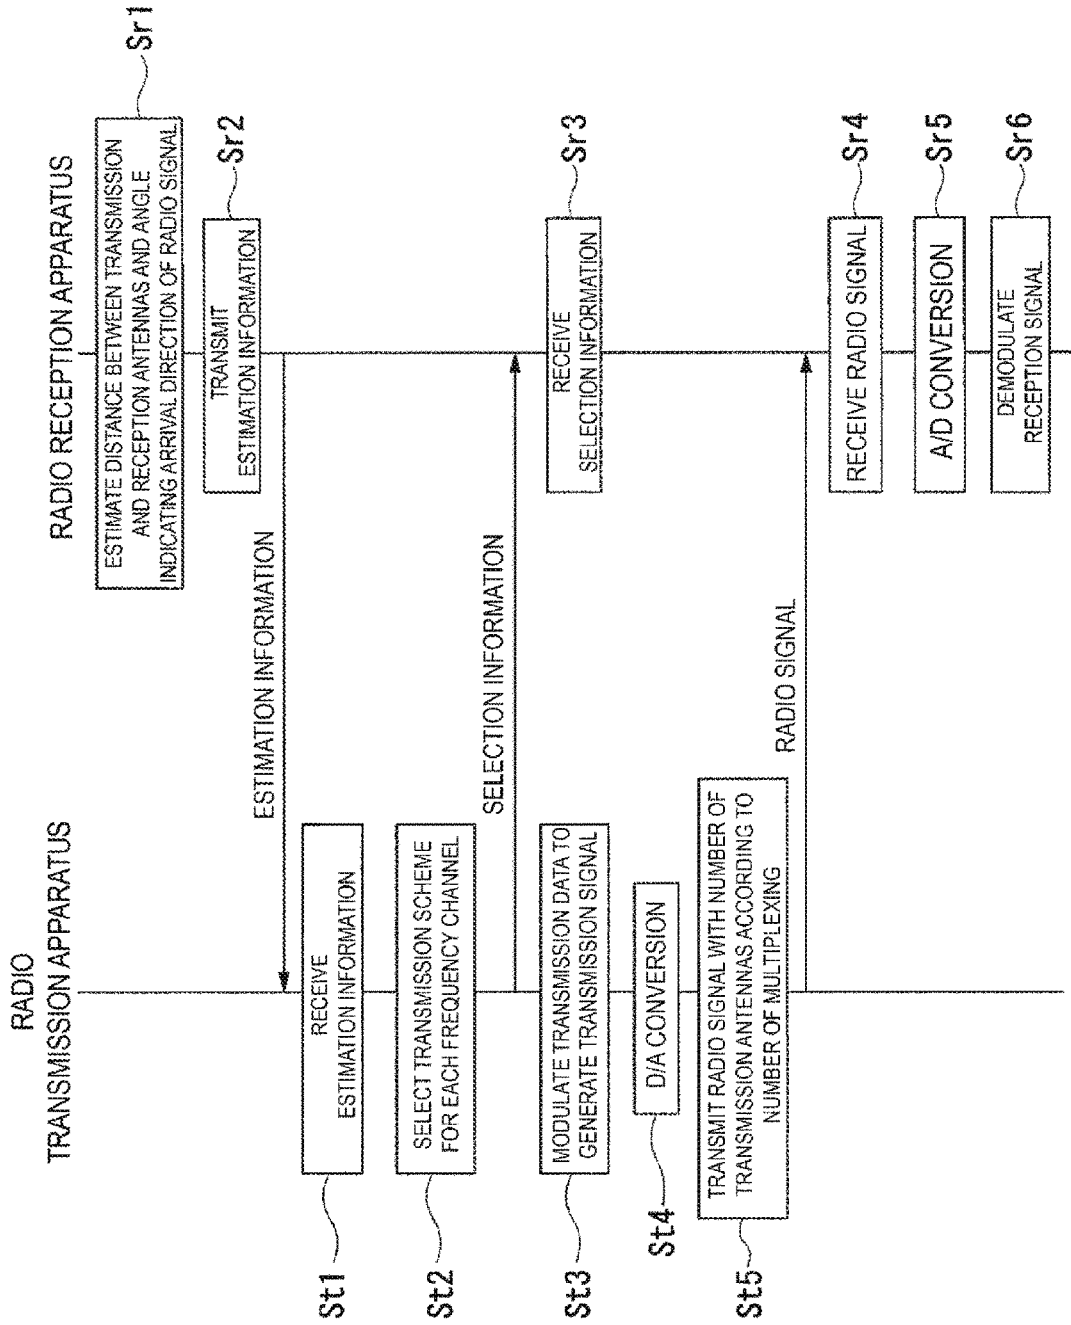 RADIO
TRANSMISSION APPARATUS
RADIO RECEPTION APPARATUS
ESTIMATE DISTANCE BETWEEN TRANSMISSION
AND RECEPTION ANTENNAS AND ANGLE
INDICATING ARRIVAL DIRECTION OF RADIO SIGNAL
Sr1
TRANSMIT
ESTIMATION INFORMATION
Sr2
ESTIMATION INFORMATION
St1
RECEIVE
ESTIMATION INFORMATION
St2
SELECT TRANSMISSION SCHEME
FOR EACH FREQUENCY CHANNEL
SELECTION INFORMATION
St3
MODULATE TRANSMISSION DATA TO
GENERATE TRANSMISSION SIGNAL
RECEIVE
SELECTION INFORMATION
Sr3
St4
D/A CONVERSION
St5
TRANSMIT RADIO SIGNAL WITH NUMBER OF
TRANSMISSION ANTENNAS ACCORDING TO
NUMBER OF MULTIPLEXING
RADIO SIGNAL
RECEIVE RADIO SIGNAL
Sr4
A/D CONVERSION
Sr5
DEMODULATE
RECEPTION SIGNAL
Sr6